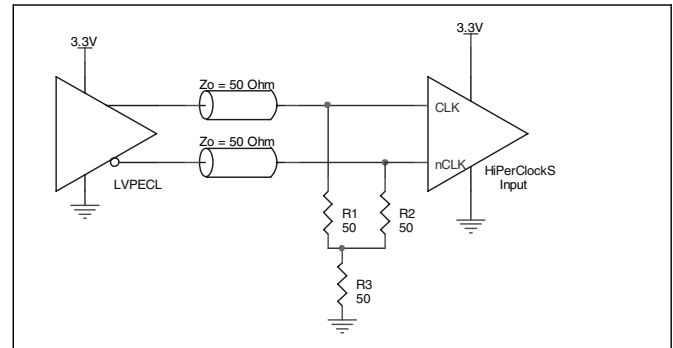 3.3V
3.3V
Zo = 50 Ohm
CLK
Zo = 50 Ohm
nCLK
HiPerClockS
Input
LVPECL
R1
50
R2
50
R3
50